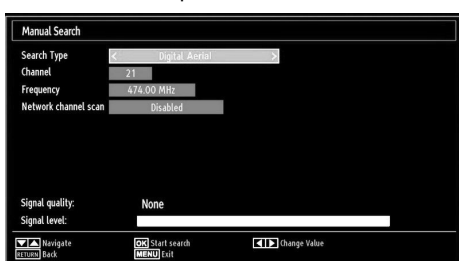 Manual Search
Search Type < Digital Aerial >
Channel 21
Frequency 474.00 MHz
Network channel scan Disabled
Signal quality: None
Signal level:
Navigate OK Start search Change Value
RETURN Back MENU Exit